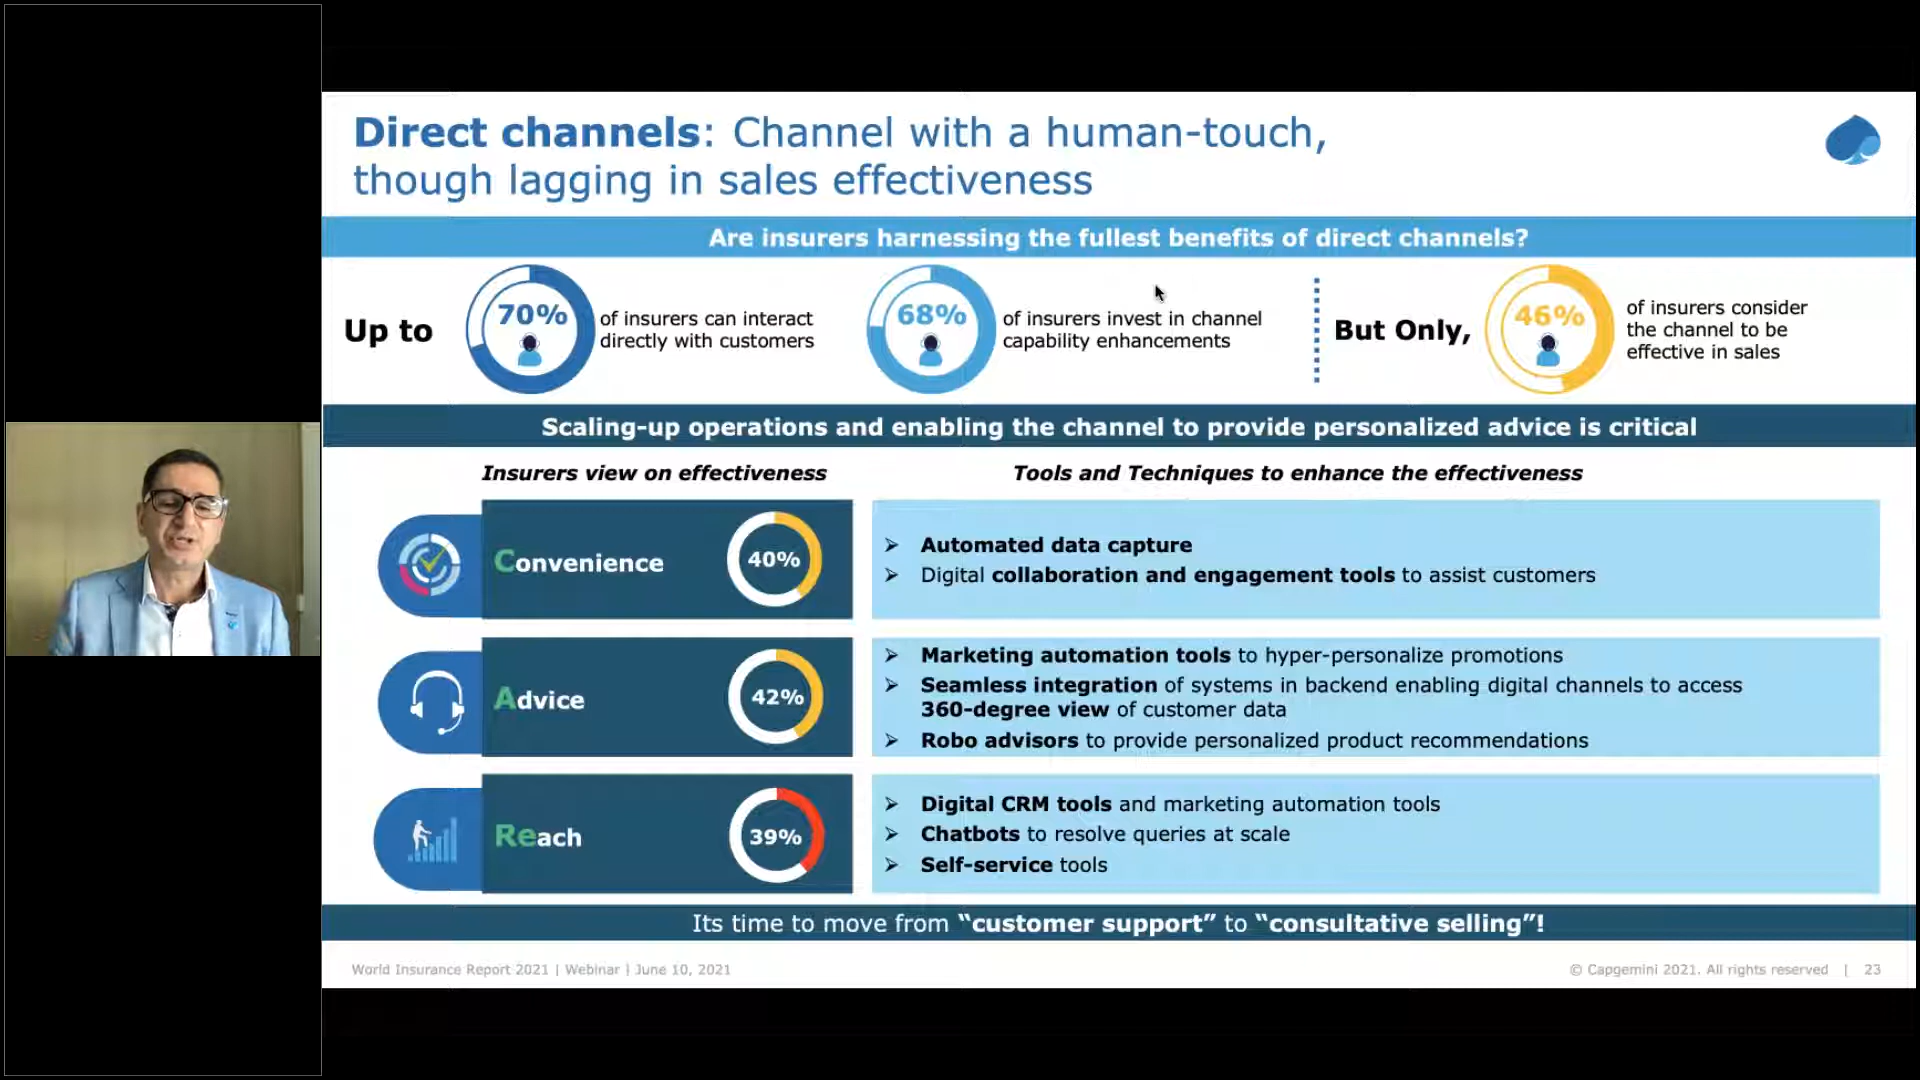 Direct channels: Channel with a human-touch,
though lagging in sales effectiveness
Are insurers harnessing the fullest benefits of direct channels?
Up to
70%
of insurers can interact
directly with customers
68%
of insurers invest in channel
capability enhancements
But Only,
46%
of insurers consider
the channel to be
effective in sales
Scaling-up operations and enabling the channel to provide personalized advice is critical
Insurers view on effectiveness
Tools and Techniques to enhance the effectiveness
Convenience
40%
➢ Automated data capture
➢ Digital collaboration and engagement tools to assist customers
Advice
42%
➢ Marketing automation tools to hyper-personalize promotions
➢ Seamless integration of systems in backend enabling digital channels to access
360-degree view of customer data
➢ Robo advisors to provide personalized product recommendations
Reach
39%
➢ Digital CRM tools and marketing automation tools
➢ Chatbots to resolve queries at scale
➢ Self-service tools
Its time to move from “customer support” to “consultative selling”!
World Insurance Report 2021 | Webinar | June 10, 2021
© Capgemini 2021. All rights reserved | 23